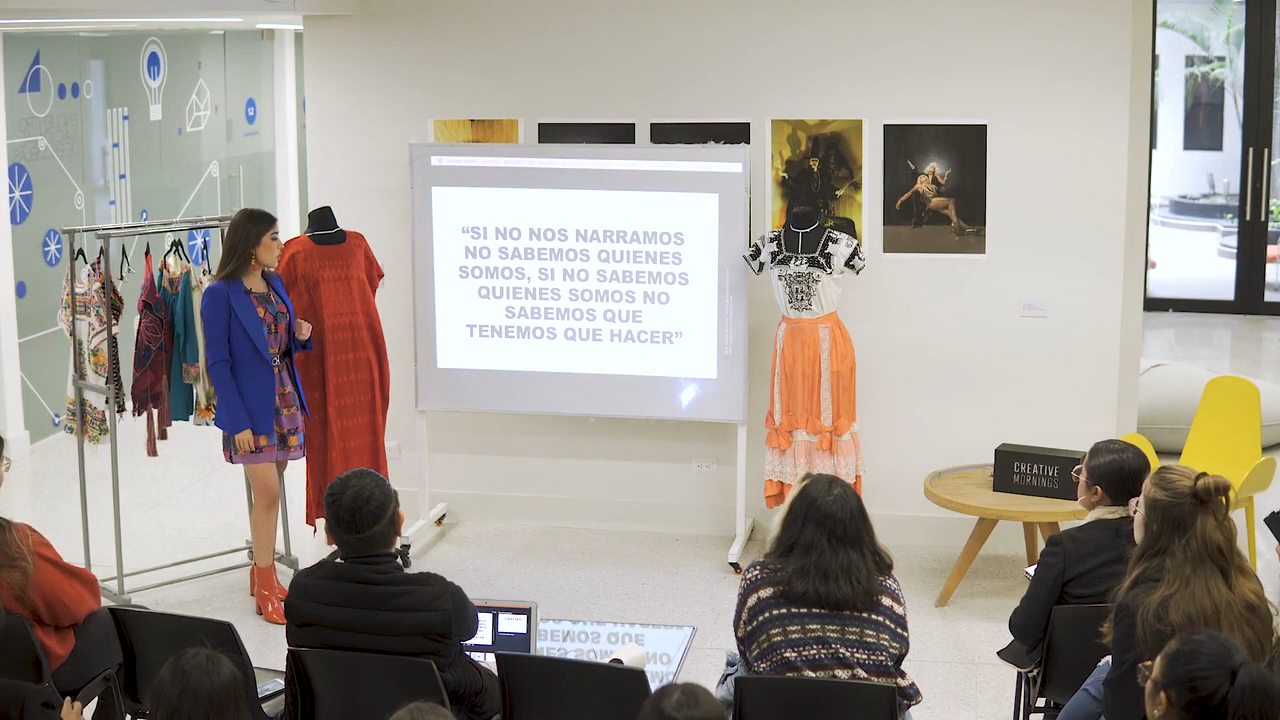 “SI NO NOS NARRAMOS
NO SABEMOS QUIENES
SOMOS, SI NO SABEMOS
QUIENES SOMOS NO
SABEMOS QUE
TENEMOS QUE HACER”
CREATIVE
MORNINGS